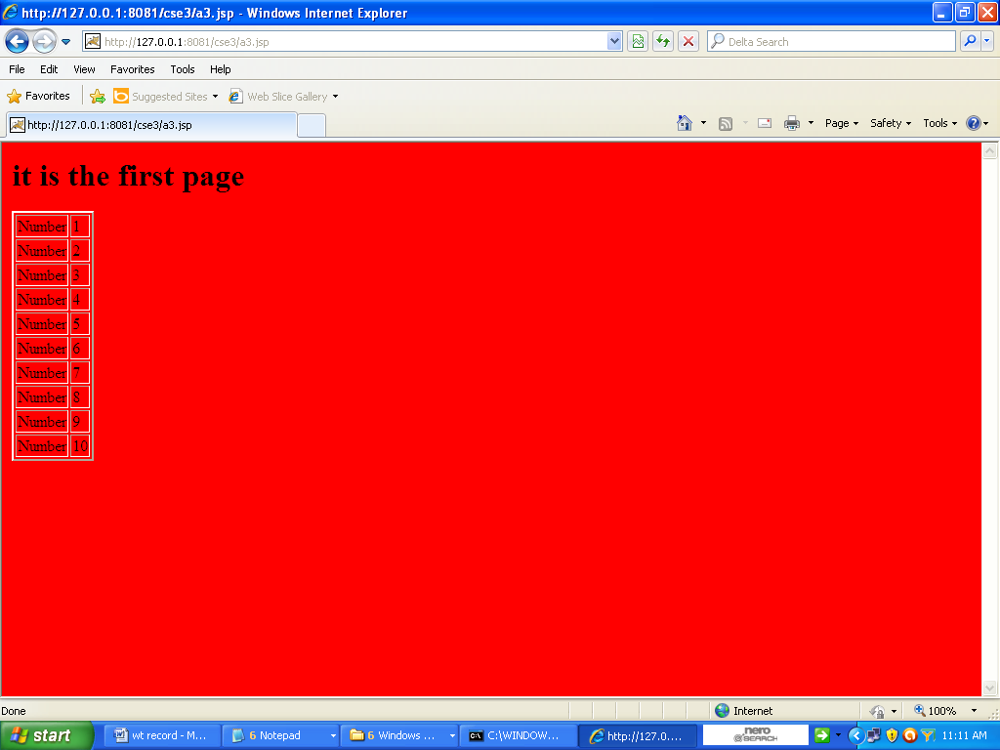 http://127.0.0.1:8081/cse3/a3.jsp - Windows Internet Explorer
http://127.0.0.1:8081/cse3/a3.jsp
Delta Search
File Edit View Favorites Tools Help
Favorites Suggested Sites Web Slice Gallery
http://127.0.0.1:8081/cse3/a3.jsp Page Safety Tools
it is the first page
Number 1
Number 2
Number 3
Number 4
Number 5
Number 6
Number 7
Number 8
Number 9
Number 10
Done Internet 100%
start wt record - M... 6 Notepad 6 Windows ... C:\WINDOW... http://127.0.... nero @SEARCH 11:11 AM